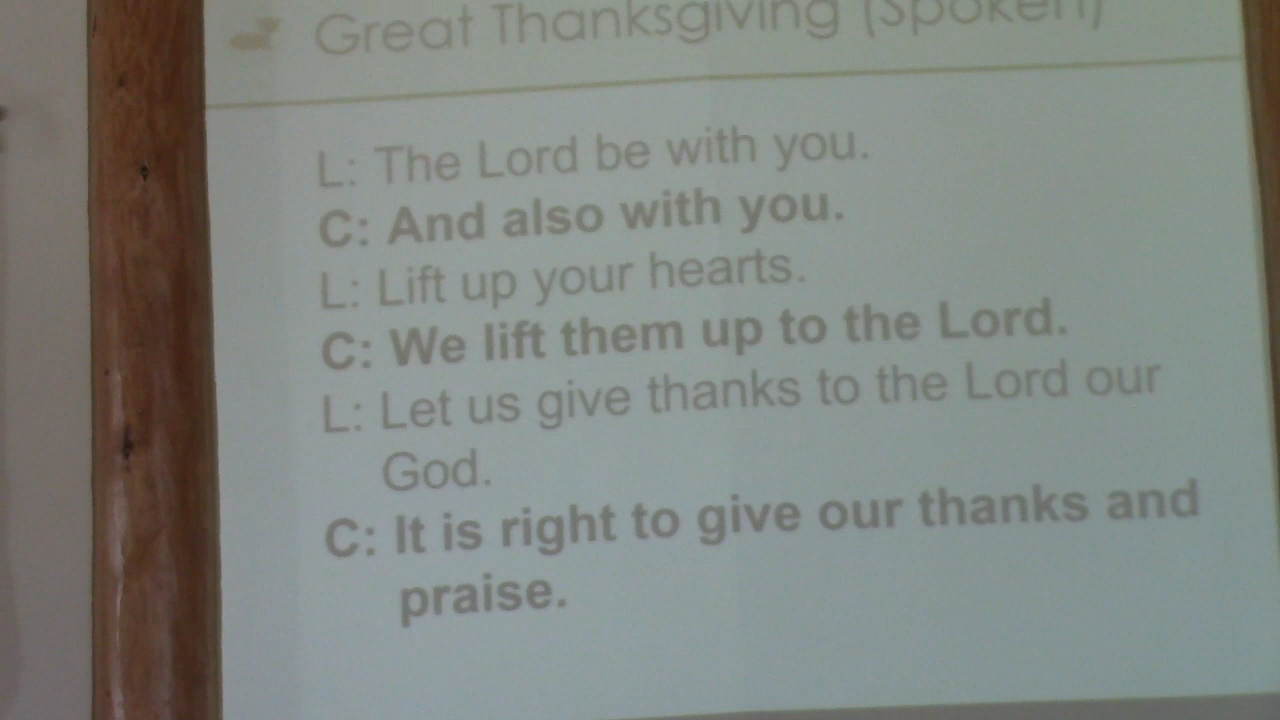 Great Thanksgiving (Spoken)
L: The Lord be with you.
C: And also with you.
L: Lift up your hearts.
C: We lift them up to the Lord.
L: Let us give thanks to the Lord our
God.
C: It is right to give our thanks and
praise.